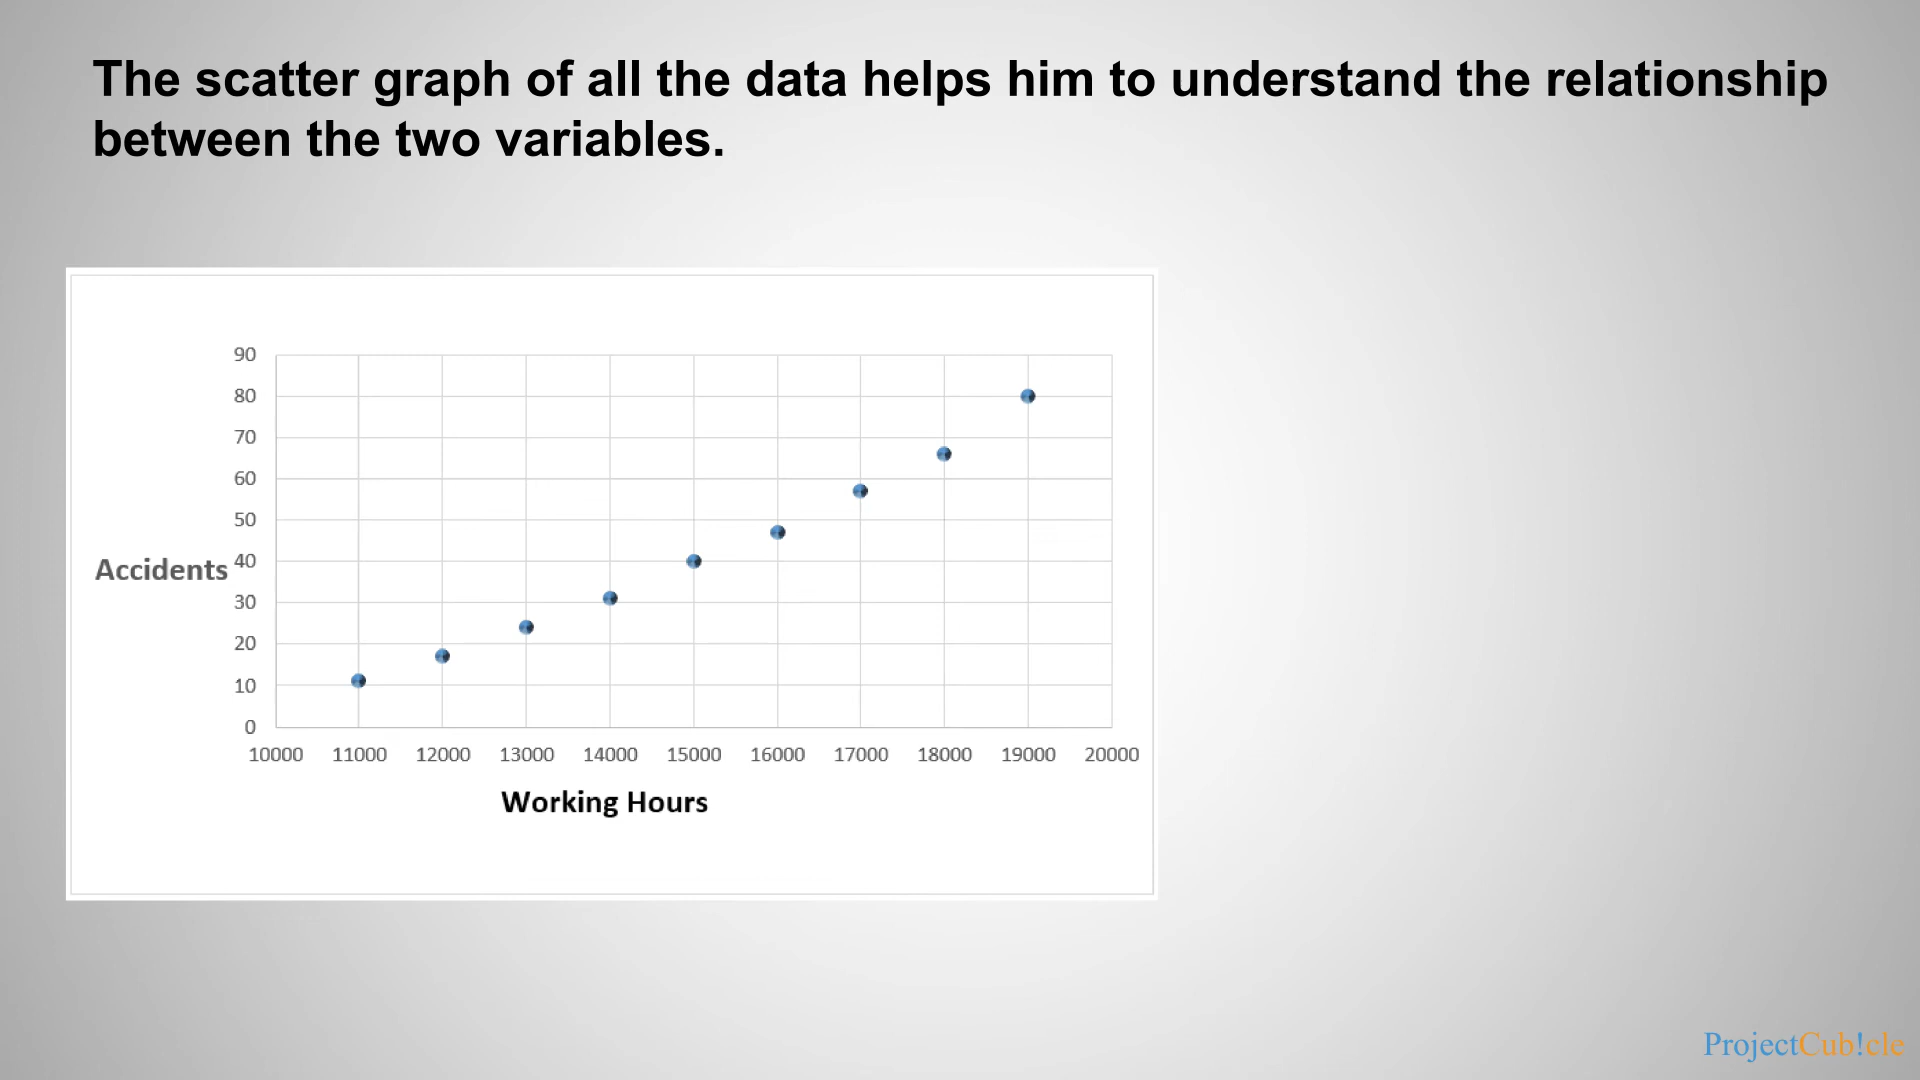 The scatter graph of all the data helps him to understand the relationship
between the two variables.
90
80
70
60
50
Accidents 40
30
20
10
0
10000 11000 12000 13000 14000 15000 16000 17000 18000 19000 20000
Working Hours
ProjectCub!cle